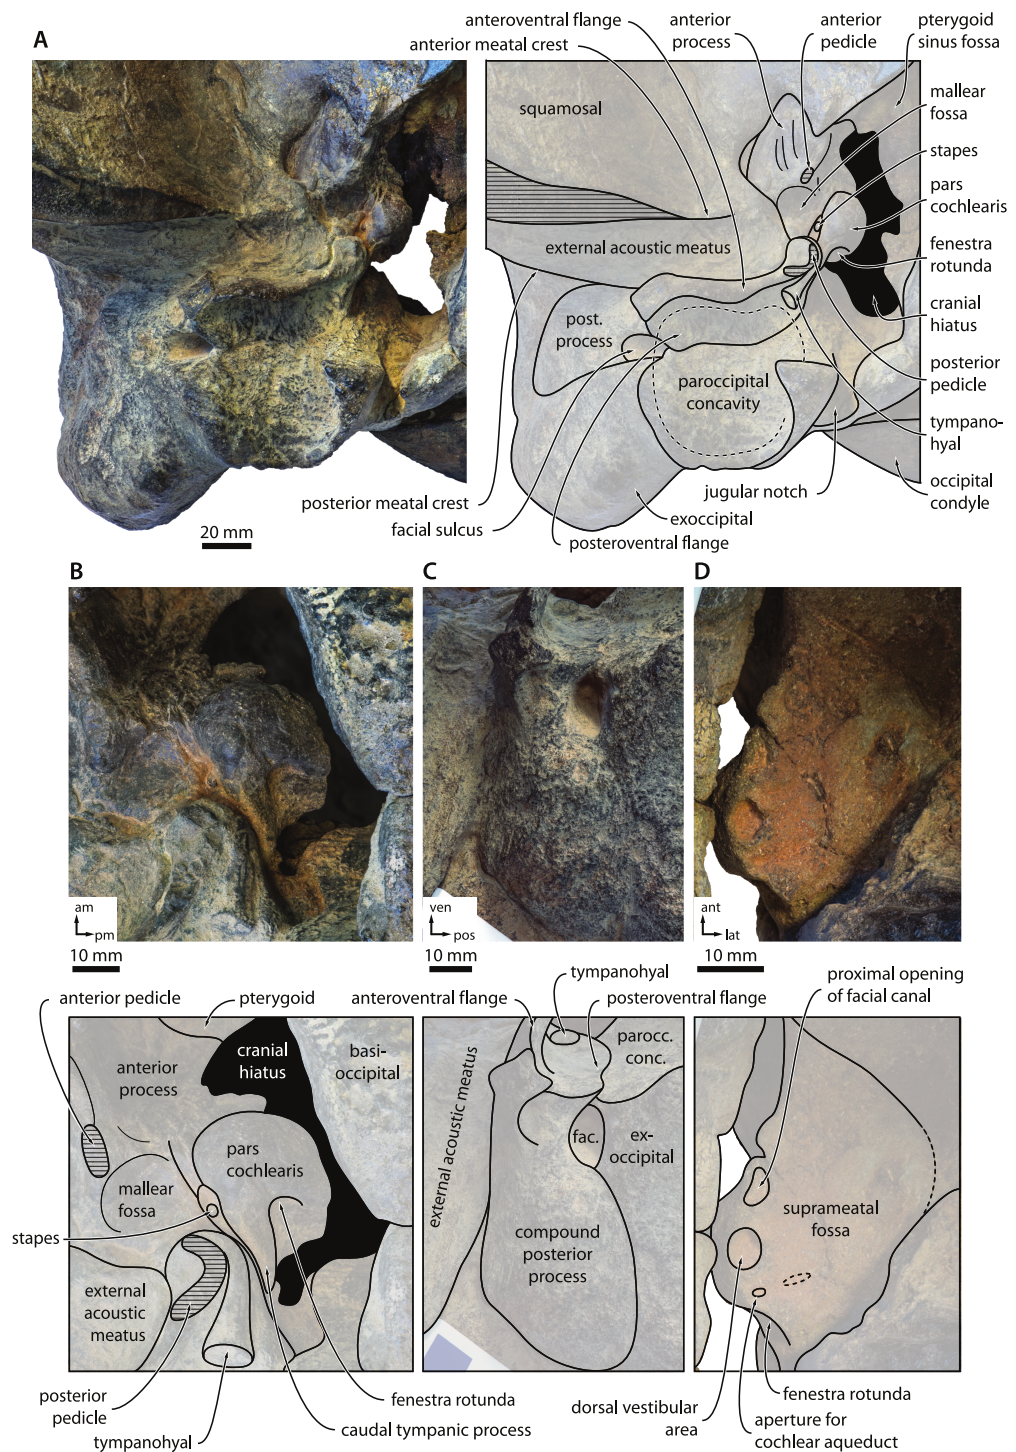 A
anteroventral flange
anterior meatal crest
anterior
process
anterior
pedicle
pterygoid
sinus fossa
squamosal
mallear
fossa
stapes
pars
cochlearis
external acoustic meatus
fenestra
rotunda
post.
process
cranial
hiatus
paroccipital
concavity
posterior
pedicle
tympano-
hyal
posterior meatal crest
jugular notch
occipital
condyle
facial sulcus
exoccipital
20 mm
posteroventral flange
B
C
D
am
pm
ven
pos
ant
lat
10 mm
10 mm
10 mm
tympanohyal
proximal opening
of facial canal
anterior pedicle
pterygoid
anteroventral flange
posteroventral flange
cranial
hiatus
basi-
occipital
anterior
process
pars
cochlearis
mallear
fossa
stapes
external
acoustic
meatus
external acoustic meatus
parocc.
conc.
fac.
ex-
occipital
compound
posterior
process
suprameatal
fossa
posterior
pedicle
tympanohyal
fenestra rotunda
caudal tympanic process
dorsal vestibular
area
fenestra rotunda
aperture for
cochlear aqueduct